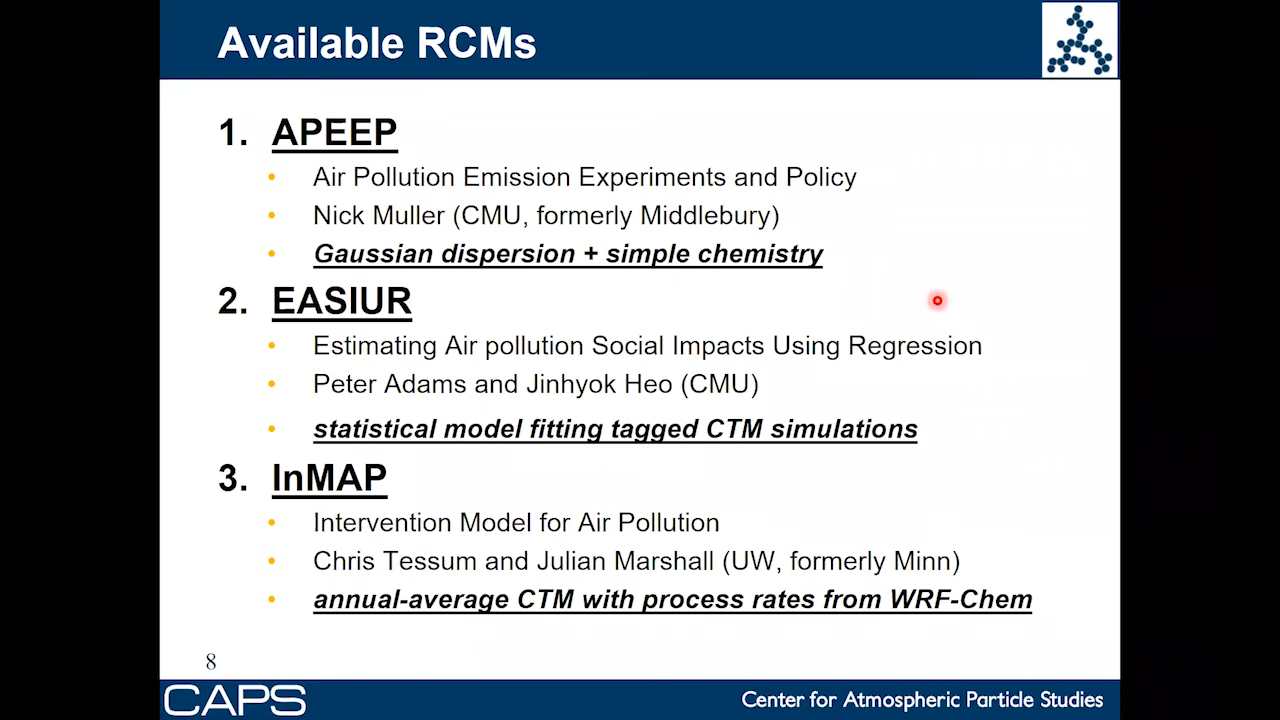 Available RCMs
1. APEEP
• Air Pollution Emission Experiments and Policy
• Nick Muller (CMU, formerly Middlebury)
• Gaussian dispersion + simple chemistry
2. EASIUR
• Estimating Air pollution Social Impacts Using Regression
• Peter Adams and Jinhyok Heo (CMU)
• statistical model fitting tagged CTM simulations
3. InMAP
• Intervention Model for Air Pollution
• Chris Tessum and Julian Marshall (UW, formerly Minn)
• annual-average CTM with process rates from WRF-Chem
8
CAPS
Center for Atmospheric Particle Studies